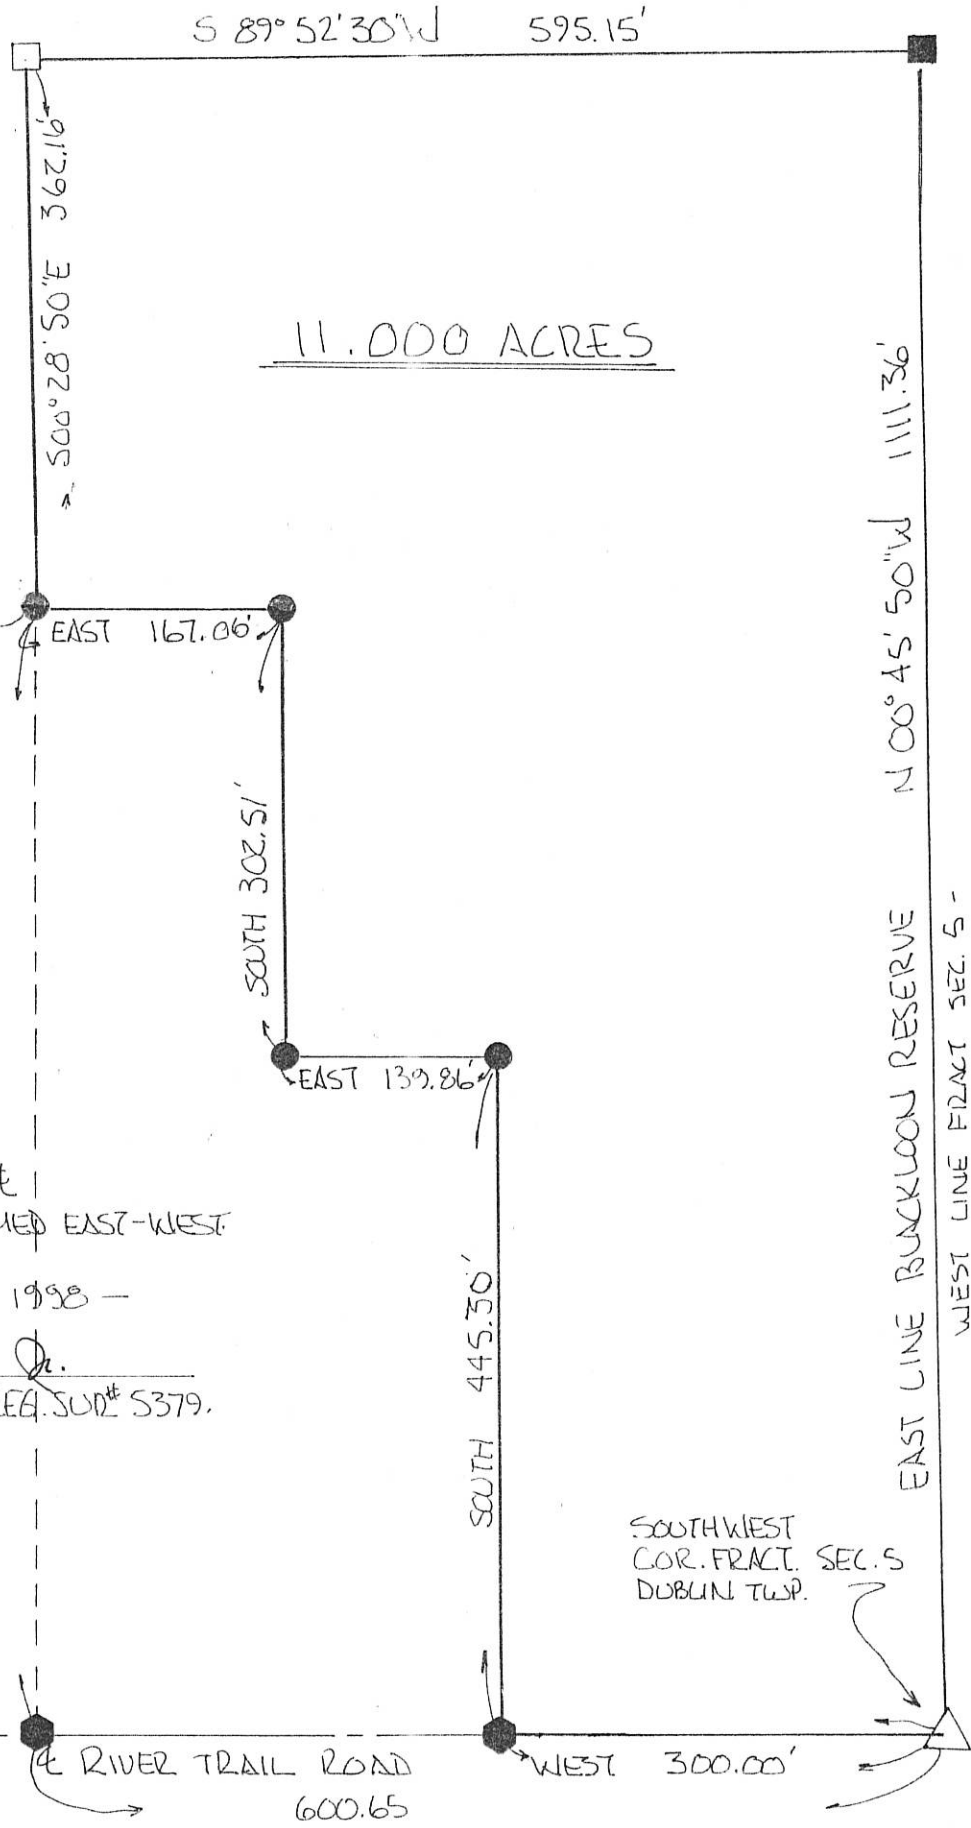 S 89° 52' 30" W 595.15'
S00° 28' 50" E 362.16'
11.000 ACRES
N 00° 45' 50" W 1111.36'
EAST 167.06'
SOUTH 302.51'
EAST 139.86'
EAST LINE BLACKLOON RESERVE
WEST LINE FRACT SEC. 5 -
EAST-WEST
1998 —
Jr.
SUR# 5379.
SOUTH 445.30'
SOUTHWEST
COR. FRACT. SEC. 5
DUBLIN TWP.
℄ RIVER TRAIL ROAD
WEST 300.00'
600.65